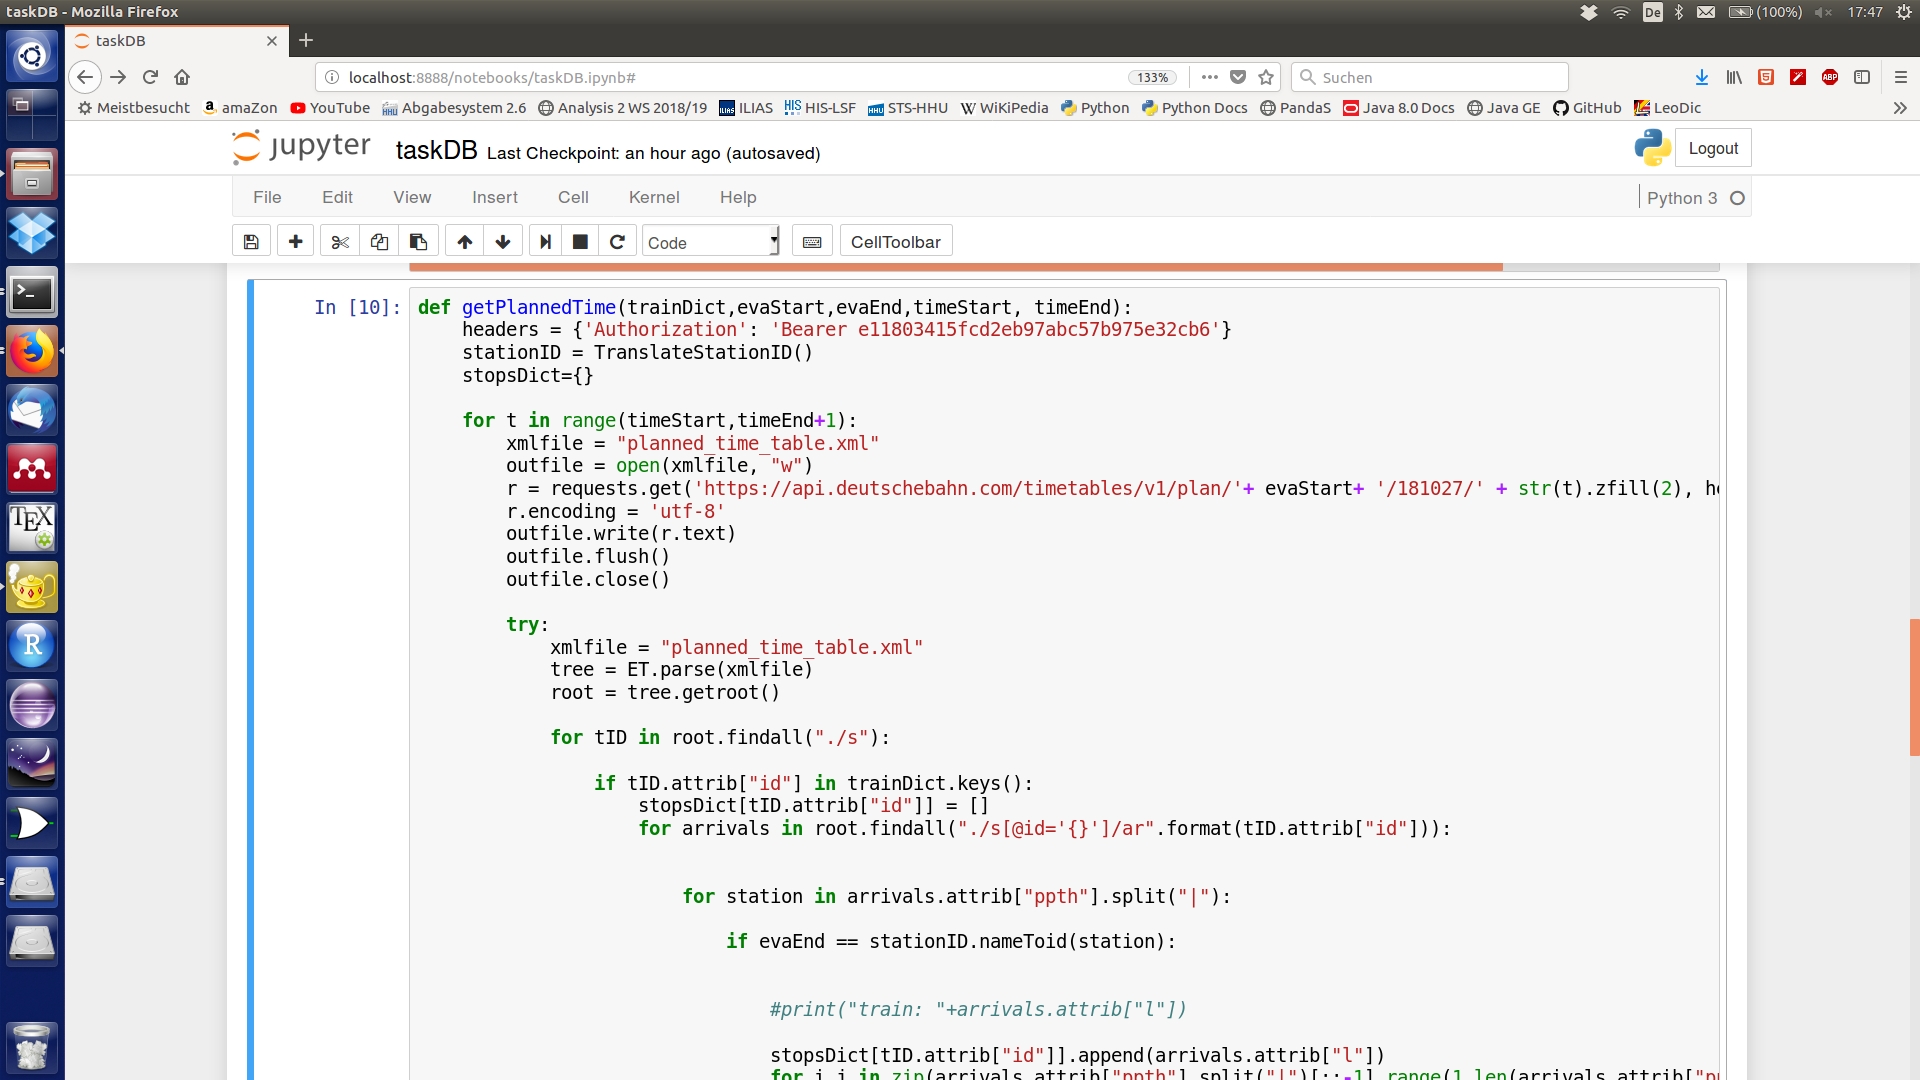 taskDB - Mozilla Firefox
De
(100%)
17:47
taskDB
localhost:8888/notebooks/taskDB.ipynb#
133%
Suchen
ABP
Meistbesucht
amaZon
YouTube
Abgabesystem 2.6
Analysis 2 WS 2018/19
ILIAS
HIS-LSF
STS-HHU
WiKiPedia
Python
Python Docs
PandaS
Java 8.0 Docs
Java GE
GitHub
LeoDic
jupyter
taskDB
Last Checkpoint: an hour ago (autosaved)
Logout
File
Edit
View
Insert
Cell
Kernel
Help
Python 3
Code
CellToolbar
In [10]:
def getPlannedTime(trainDict,evaStart,evaEnd,timeStart, timeEnd):
headers = {'Authorization': 'Bearer e11803415fcd2eb97abc57b975e32cb6'}
stationID = TranslateStationID()
stopsDict={}
for t in range(timeStart,timeEnd+1):
xmlfile = "planned_time_table.xml"
outfile = open(xmlfile, "w")
r = requests.get('https://api.deutschebahn.com/timetables/v1/plan/'+ evaStart+ '/181027/' + str(t).zfill(2), he
r.encoding = 'utf-8'
outfile.write(r.text)
outfile.flush()
outfile.close()
try:
xmlfile = "planned_time_table.xml"
tree = ET.parse(xmlfile)
root = tree.getroot()
for tID in root.findall("./s"):
if tID.attrib["id"] in trainDict.keys():
stopsDict[tID.attrib["id"]] = []
for arrivals in root.findall("./s[@id='{}']/ar".format(tID.attrib["id"])):
for station in arrivals.attrib["ppth"].split("|"):
if evaEnd == stationID.nameToid(station):
#print("train: "+arrivals.attrib["l"])
stopsDict[tID.attrib["id"]].append(arrivals.attrib["l"])
for i,j in zip(arrivals.attrib["ppth"].split("|")[::-1],range(1,len(arrivals.attrib["p
TEX
R